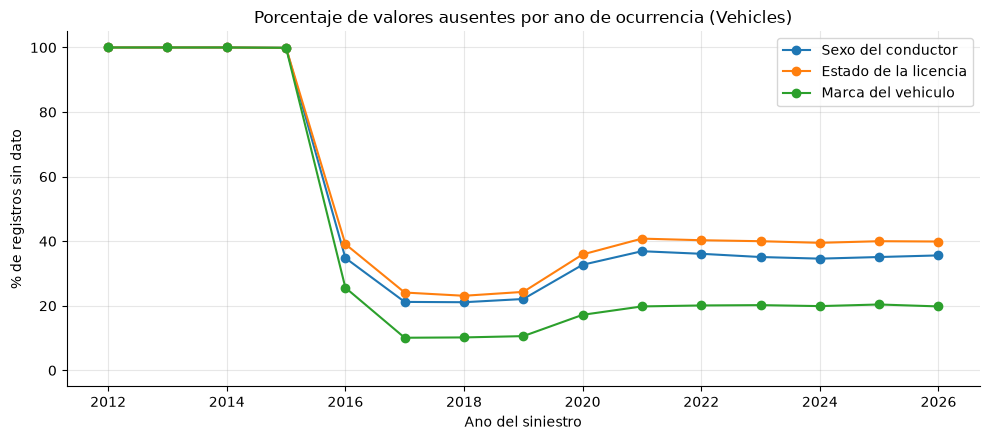 Porcentaje de valores ausentes por ano de ocurrencia (Vehicles)
100
80
60
40
20
0
% de registros sin dato
Sexo del conductor
Estado de la licencia
Marca del vehiculo
2012 2014 2016 2018 2020 2022 2024 2026
Ano del siniestro